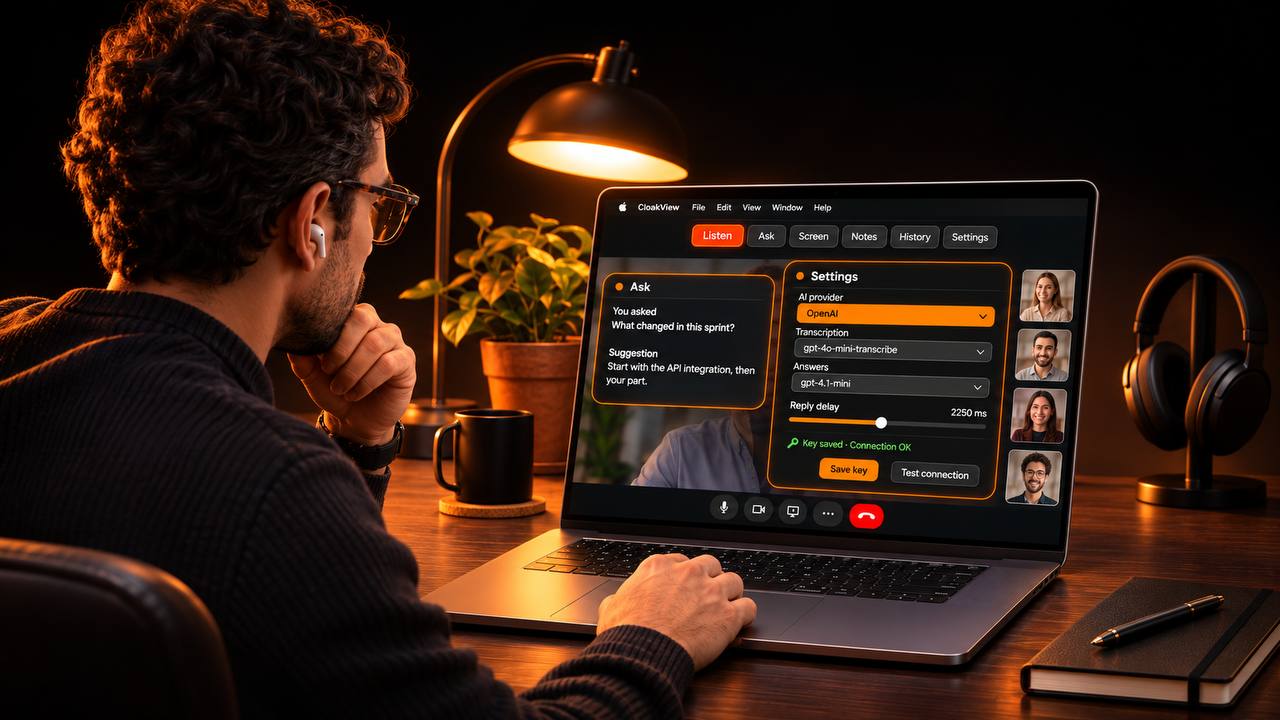 CloakView File Edit View Window Help
Listen Ask Screen Notes History Settings
Ask
You asked
What changed in this sprint?
Suggestion
Start with the API integration, then
your part.
Settings
AI provider
OpenAI
Transcription
gpt-4o-mini-transcribe
Answers
gpt-4.1-mini
Reply delay 2250 ms
Key saved · Connection OK
Save key Test connection